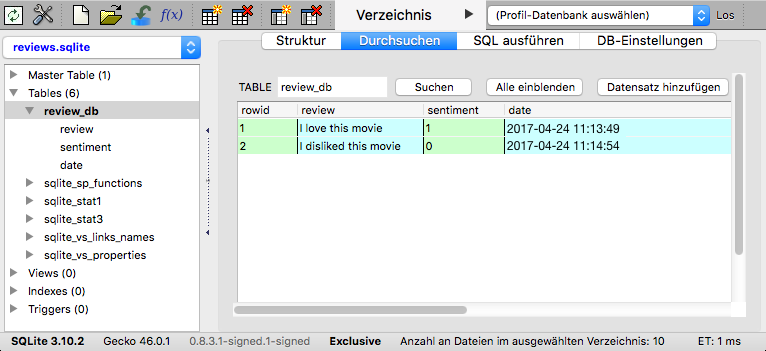 f(x) Verzeichnis (Profil-Datenbank auswählen) Los
reviews.sqlite
Struktur Durchsuchen SQL ausführen DB-Einstellungen
Master Table (1)
Tables (6)
review_db
review
sentiment
date
sqlite_sp_functions
sqlite_stat1
sqlite_stat3
sqlite_vs_links_names
sqlite_vs_properties
Views (0)
Indexes (0)
Triggers (0)
TABLE review_db Suchen Alle einblenden Datensatz hinzufügen
rowid review sentiment date
1 I love this movie 1 2017-04-24 11:13:49
2 I disliked this movie 0 2017-04-24 11:14:54
SQLite 3.10.2 Gecko 46.0.1 0.8.3.1-signed.1-signed Exclusive Anzahl an Dateien im ausgewählten Verzeichnis: 10 ET: 1 ms